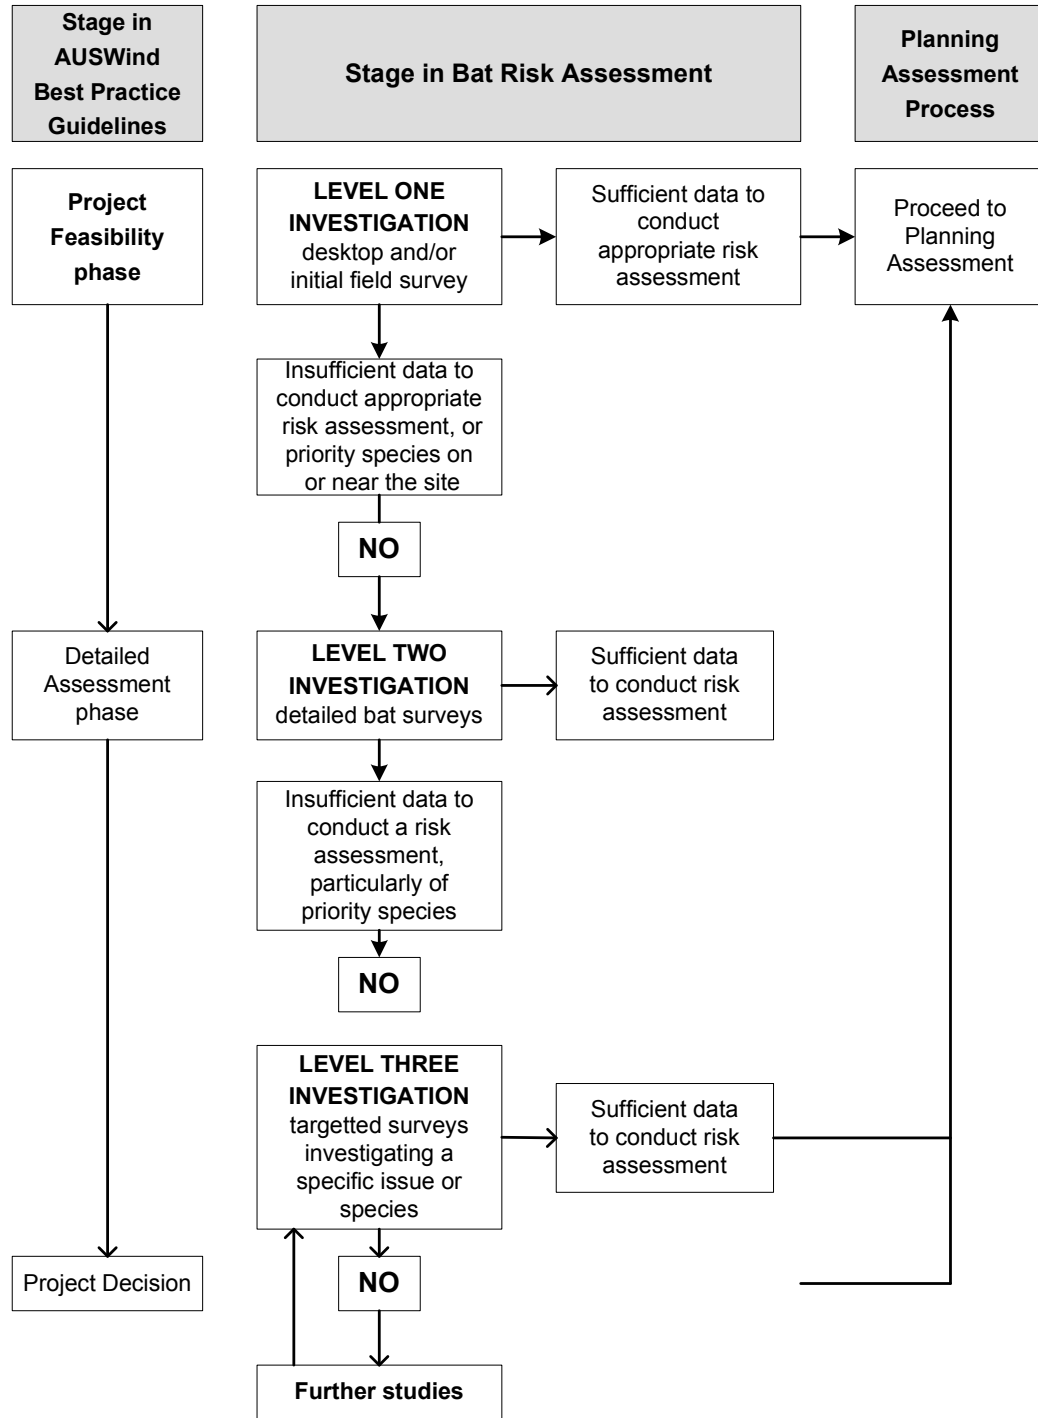 Stage in
AUSWind
Best Practice
Guidelines
Stage in Bat Risk Assessment
Planning
Assessment
Process
Project
Feasibility
phase
LEVEL ONE
INVESTIGATION
desktop and/or
initial field survey
Sufficient data to
conduct
appropriate risk
assessment
Proceed to
Planning
Assessment
Insufficient data to
conduct appropriate
risk assessment, or
priority species on
or near the site
NO
Detailed
Assessment
phase
LEVEL TWO
INVESTIGATION
detailed bat surveys
Sufficient data
to conduct risk
assessment
Insufficient data to
conduct a risk
assessment,
particularly of
priority species
NO
LEVEL THREE
INVESTIGATION
targetted surveys
investigating a
specific issue or
species
Sufficient data
to conduct risk
assessment
Project Decision
NO
Further studies